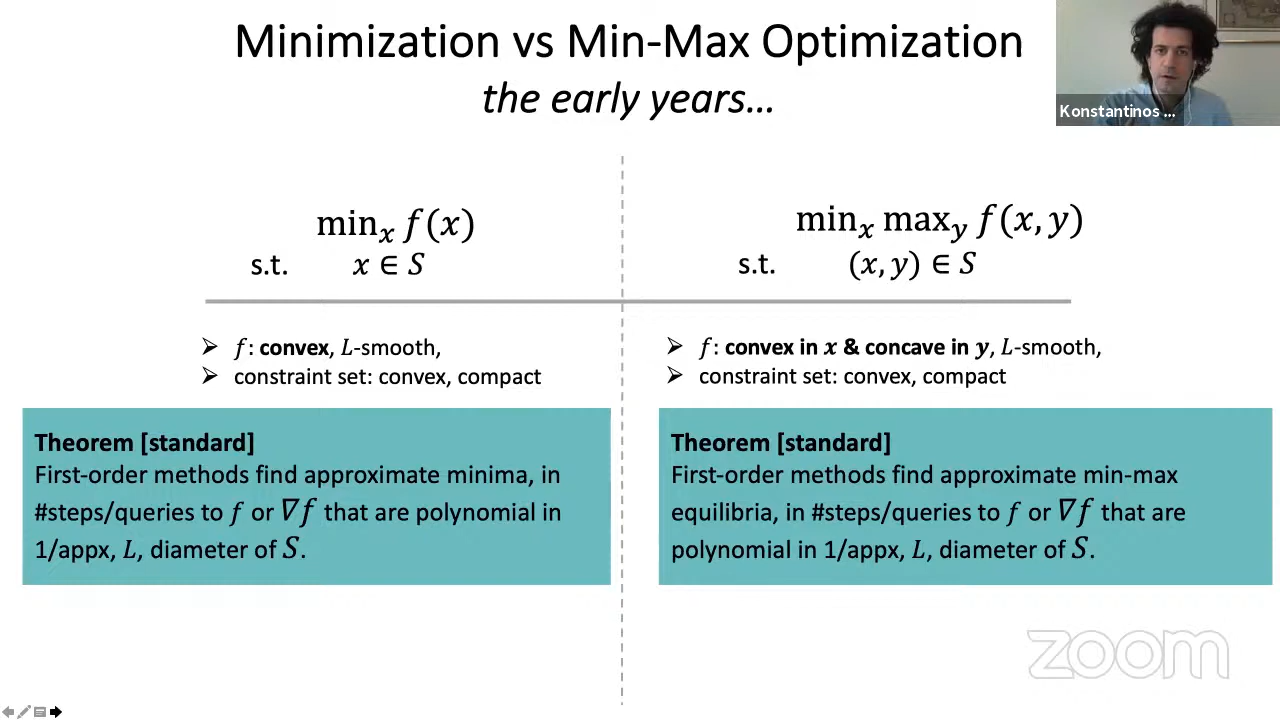 Minimization vs Min-Max Optimization
the early years...
Konstantinos ...
minₓ f(x)
s.t. x ∈ S
➢ f: convex, L-smooth,
➢ constraint set: convex, compact
Theorem [standard]
First-order methods find approximate minima, in
#steps/queries to f or ∇f that are polynomial in
1/appx, L, diameter of S.
minₓ max_y f(x, y)
s.t. (x, y) ∈ S
➢ f: convex in x & concave in y, L-smooth,
➢ constraint set: convex, compact
Theorem [standard]
First-order methods find approximate min-max
equilibria, in #steps/queries to f or ∇f that are
polynomial in 1/appx, L, diameter of S.
zoom